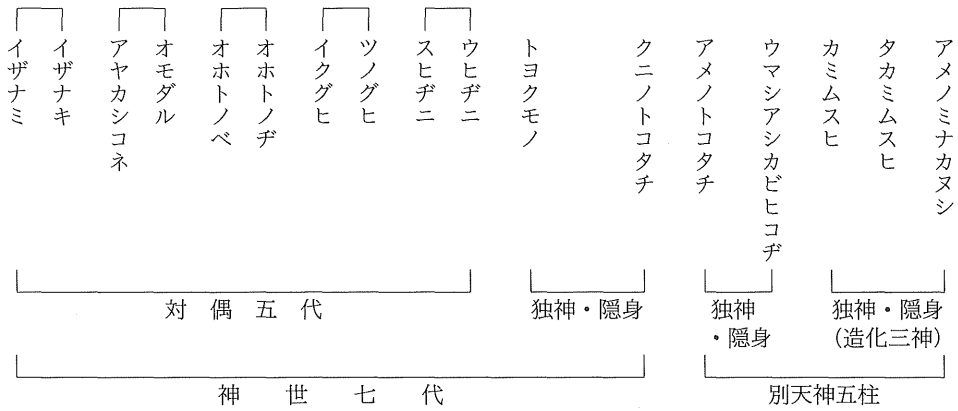 アメノミナカヌシ
タカミムスヒ
カミムスヒ
ウマシアシカビヒコヂ
アメノトコタチ
クニノトコタチ
トヨクモノ
ウヒヂニ
スヒヂニ
ツノグヒ
イクグヒ
オホトノヂ
オホトノベ
オモダル
アヤカシコネ
イザナキ
イザナミ
独神・隠身
(造化三神)
独神
・隠身
独神・隠身
対偶五代
別天神五柱
神世七代